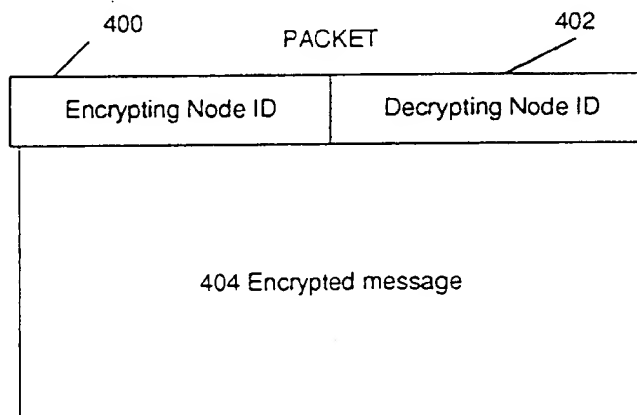 400
PACKET
402
Encrypting Node ID
Decrypting Node ID
404 Encrypted message